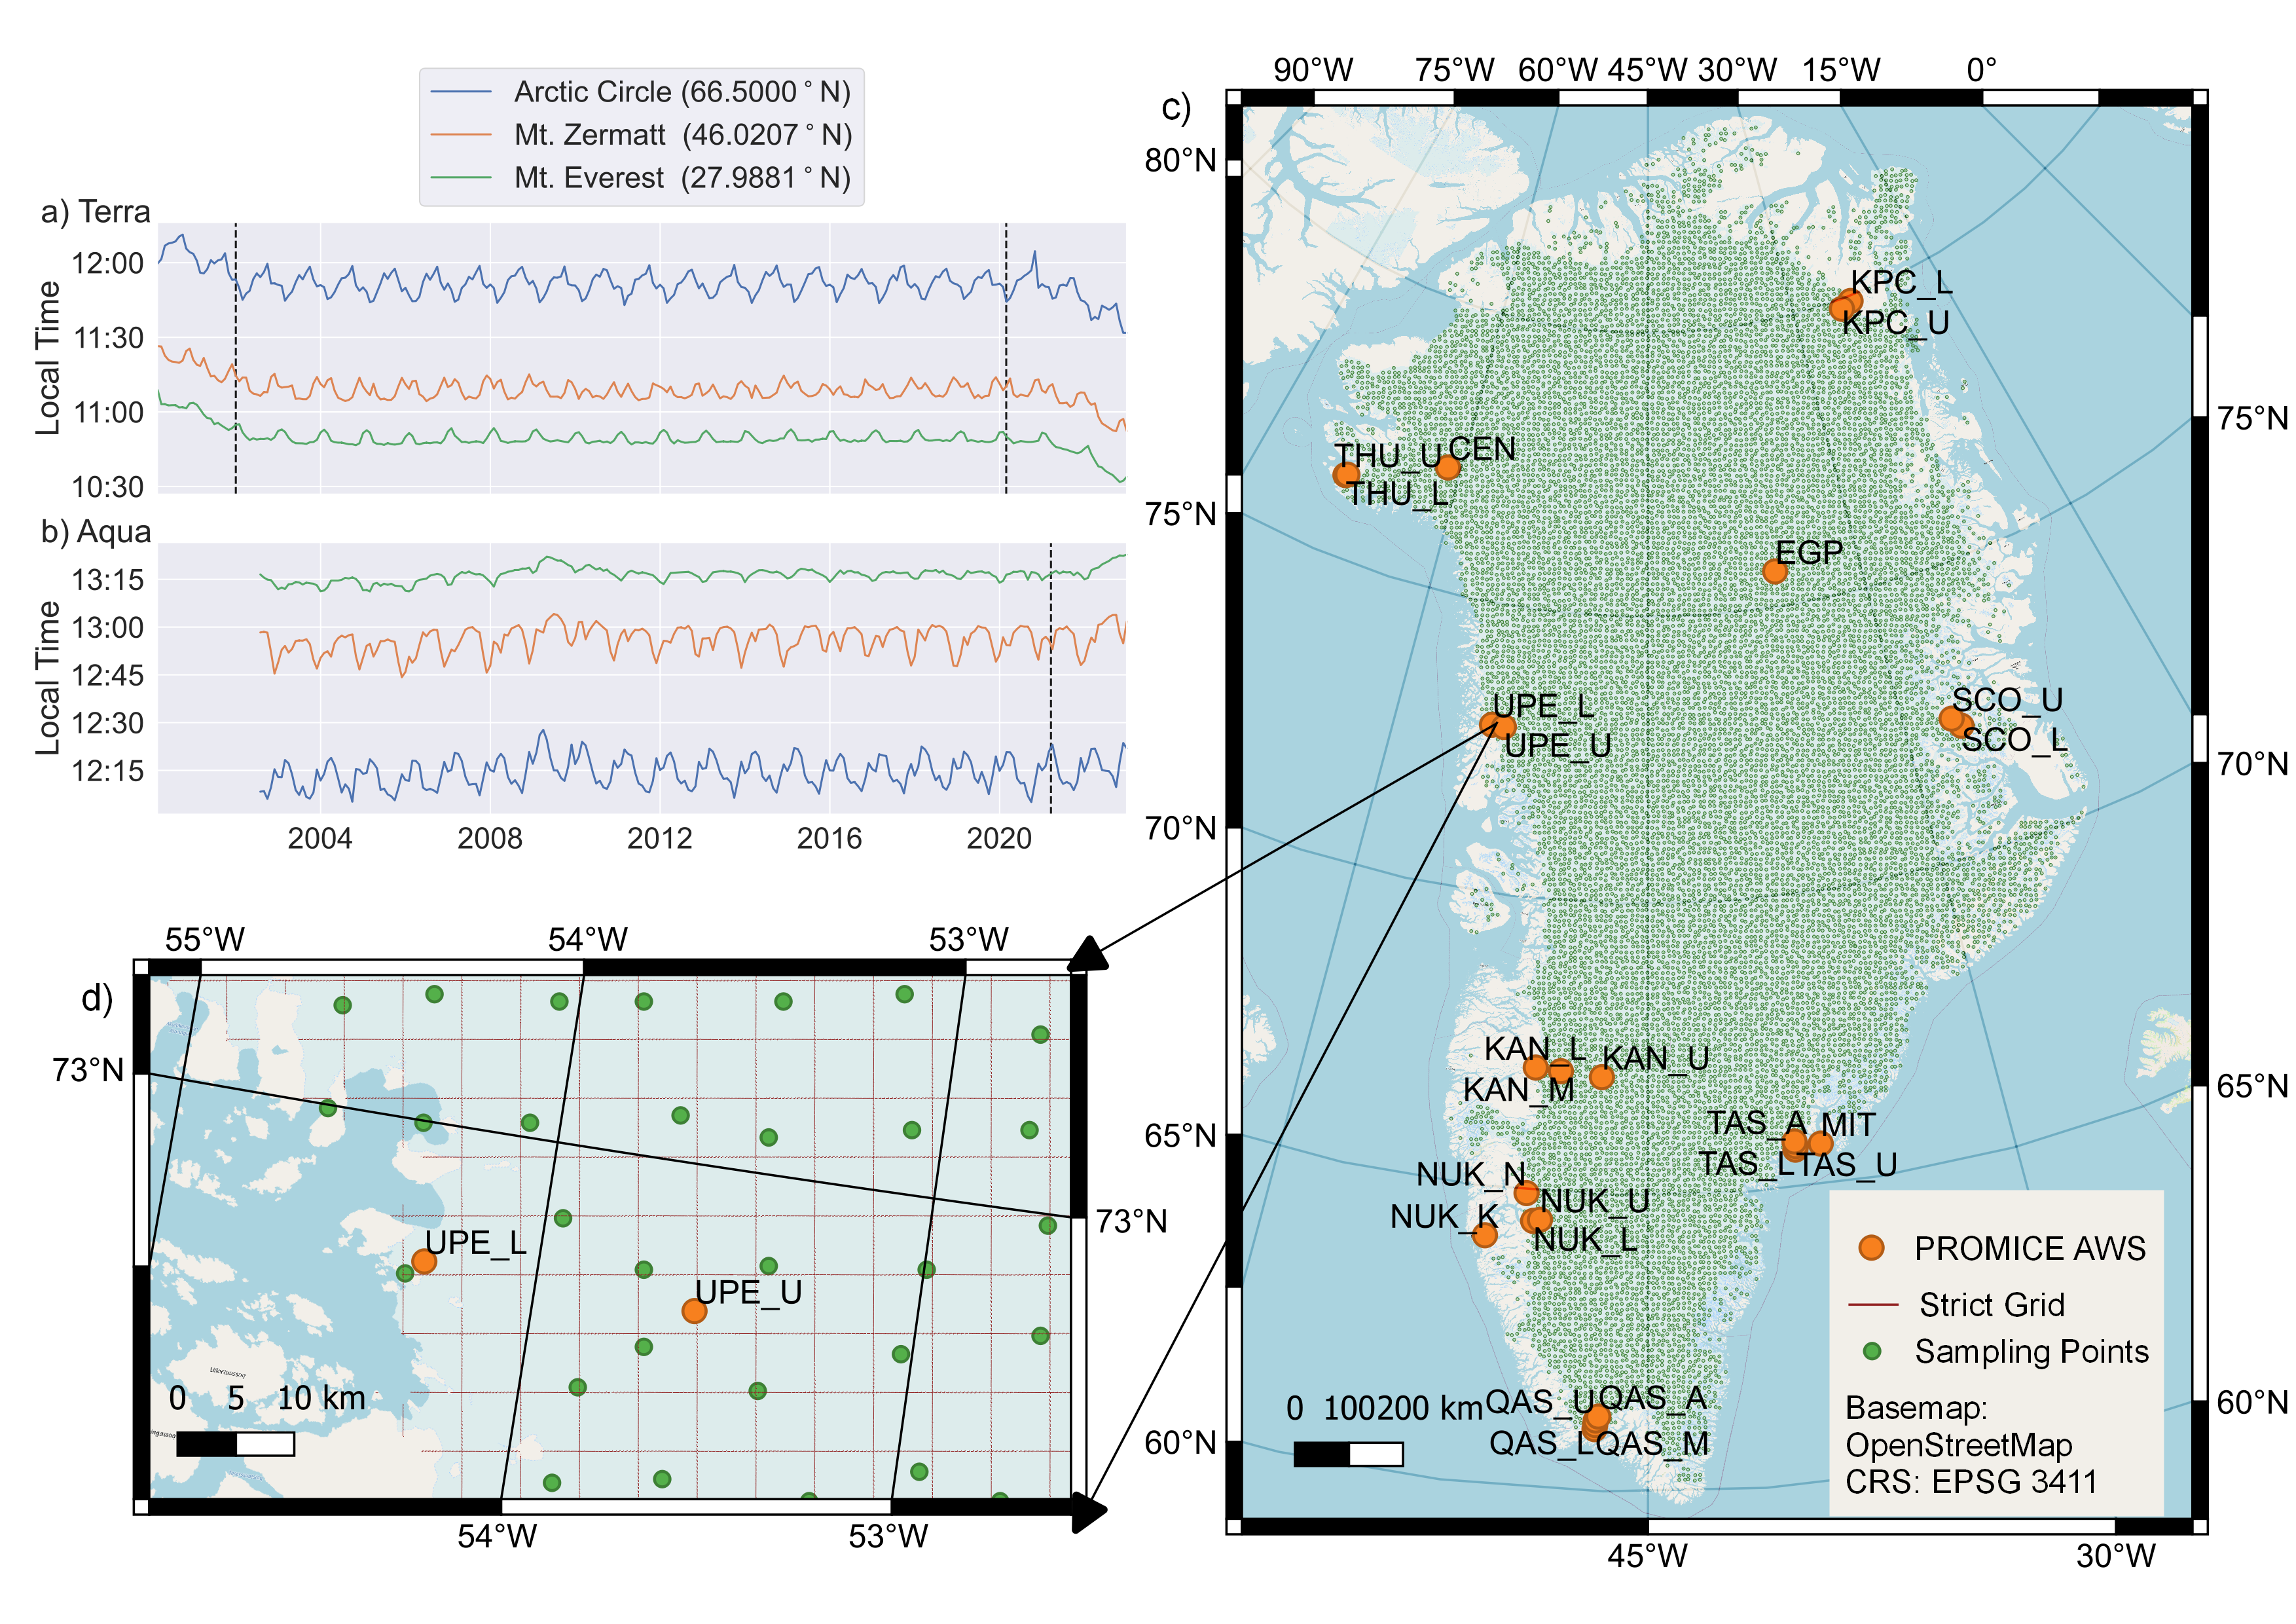 Arctic Circle (66.5000°N)
Mt. Zermatt (46.0207°N)
Mt. Everest (27.9881°N)
a) Terra
Local Time
12:00
11:30
11:00
10:30
b) Aqua
Local Time
13:15
13:00
12:45
12:30
12:15
2004 2008 2012 2016 2020
c)
90°W 75°W 60°W 45°W 30°W 15°W 0°
80°N
75°N
70°N
65°N
60°N
75°N
70°N
65°N
60°N
45°W 30°W
KPC_L
KPC_U
THU_U
CEN
THU_L
EGP
UPE_L
UPE_U
SCO_U
SCO_L
KAN_L
KAN_U
KAN_M
TAS_A MIT
TAS_L TAS_U
NUK_N
NUK_U
NUK_K
NUK_L
QAS_U QAS_A
QAS_L QAS_M
0 100 200 km
PROMICE AWS
Strict Grid
Sampling Points
Basemap:
OpenStreetMap
CRS: EPSG 3411
d)
55°W 54°W 53°W
73°N
73°N
UPE_L
UPE_U
0 5 10 km
54°W 53°W